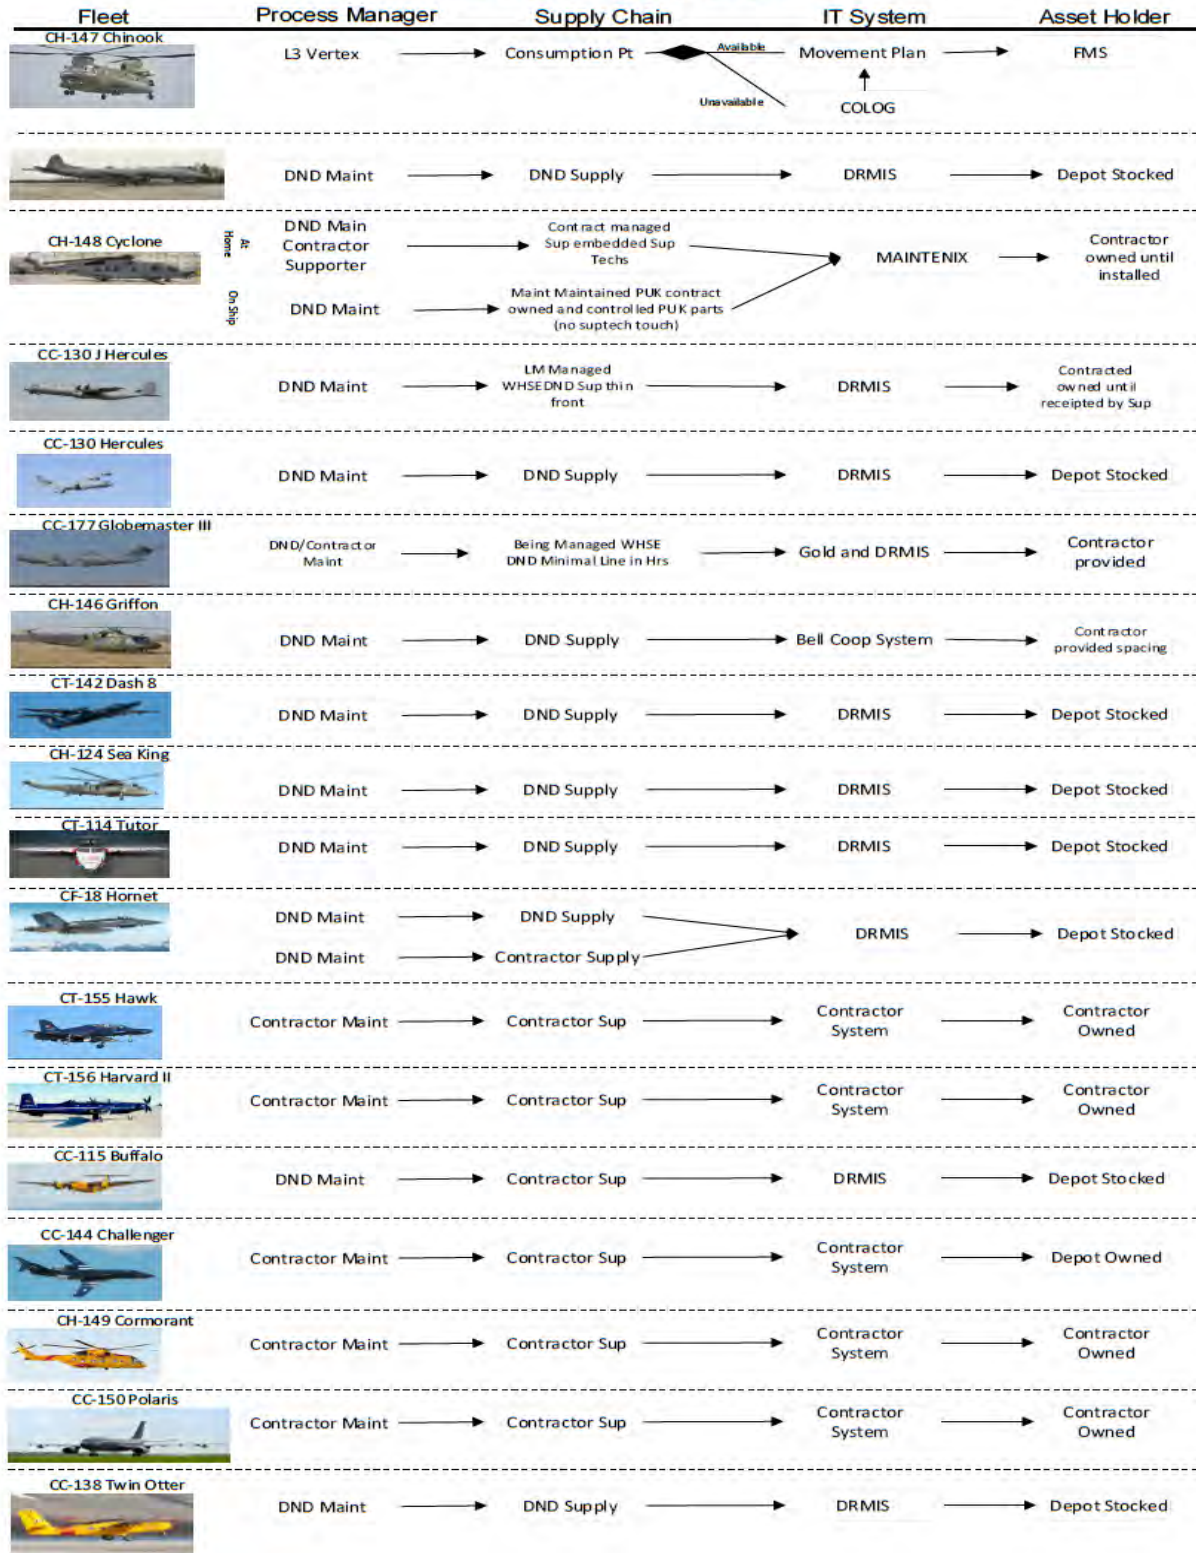 Fleet Process Manager Supply Chain IT System Asset Holder
CH-147 Chinook
L3 Vertex Consumption Pt Available Movement Plan FMS
Unavailable
COLOG
DND Maint DND Supply DRMIS Depot Stocked
CH-148 Cyclone
At
Home
DND Main
Contractor
Supporter
Contract managed
Sup embedded Sup
Techs
MAINTENIX
Contractor
owned until
installed
On Ship
DND Maint
Maint Maintained PUK contract
owned and controlled PUK parts
(no suptech touch)
CC-130 J Hercules
DND Maint
LM Managed
WHSEDND Sup thin
front
DRMIS
Contracted
owned until
receipted by Sup
CC-130 Hercules
DND Maint DND Supply DRMIS Depot Stocked
CC-177 Globemaster III
DND/Contractor
Maint
Being Managed WHSE
DND Minimal Line in Hrs
Gold and DRMIS
Contractor
provided
CH-146 Griffon
DND Maint DND Supply Bell Coop System
Contractor
provided spacing
CT-142 Dash 8
DND Maint DND Supply DRMIS Depot Stocked
CH-124 Sea King
DND Maint DND Supply DRMIS Depot Stocked
CT-114 Tutor
DND Maint DND Supply DRMIS Depot Stocked
CF-18 Hornet
DND Maint DND Supply
DRMIS Depot Stocked
DND Maint Contractor Supply
CT-155 Hawk
Contractor Maint Contractor Sup
Contractor
System
Contractor
Owned
CT-156 Harvard II
Contractor Maint Contractor Sup
Contractor
System
Contractor
Owned
CC-115 Buffalo
DND Maint Contractor Sup DRMIS Depot Stocked
CC-144 Challenger
Contractor Maint Contractor Sup
Contractor
System
Depot Owned
CH-149 Cormorant
Contractor Maint Contractor Sup
Contractor
System
Contractor
Owned
CC-150 Polaris
Contractor Maint Contractor Sup
Contractor
System
Contractor
Owned
CC-138 Twin Otter
DND Maint DND Supply DRMIS Depot Stocked